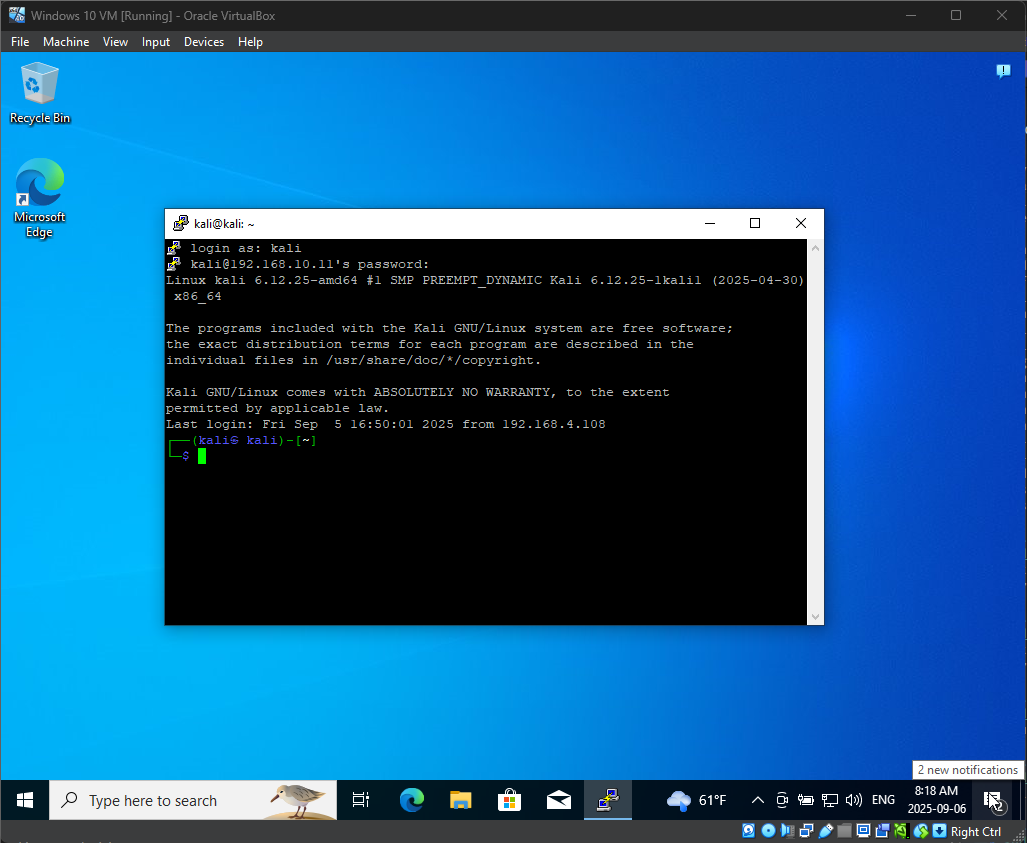 Windows 10 VM [Running] - Oracle VirtualBox
File Machine View Input Devices Help
Recycle Bin
Microsoft
Edge
kali@kali: ~
login as: kali
kali@192.168.10.11's password:
Linux kali 6.12.25-amd64 #1 SMP PREEMPT_DYNAMIC Kali 6.12.25-1kali1 (2025-04-30)
x86_64
The programs included with the Kali GNU/Linux system are free software;
the exact distribution terms for each program are described in the
individual files in /usr/share/doc/*/copyright.
Kali GNU/Linux comes with ABSOLUTELY NO WARRANTY, to the extent
permitted by applicable law.
Last login: Fri Sep  5 16:50:01 2025 from 192.168.4.108
┌──(kali㉿ kali)-[~]
└─$
2 new notifications
Type here to search
61°F
ENG
8:18 AM
2025-09-06
2
Right Ctrl